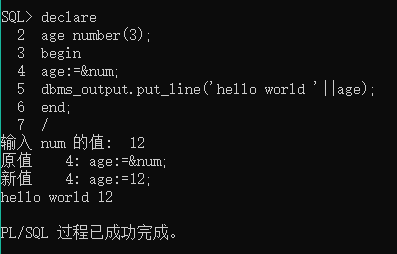 SQL> declare
2 age number(3);
3 begin
4 age:=&num;
5 dbms_output.put_line('hello world '||age);
6 end;
7 /
输入 num 的值: 12
原值 4: age:=&num;
新值 4: age:=12;
hello world 12
PL/SQL 过程已成功完成。